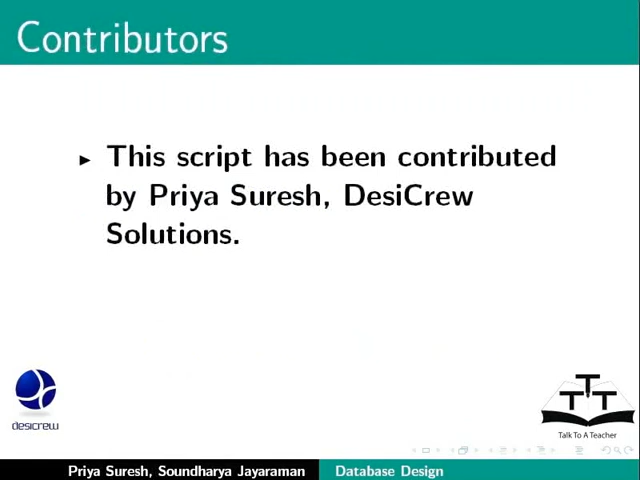 Contributors
This script has been contributed
by Priya Suresh, DesiCrew
Solutions.
desicrew
TTT
Talk To A Teacher
Priya Suresh, Soundharya Jayaraman
Database Design